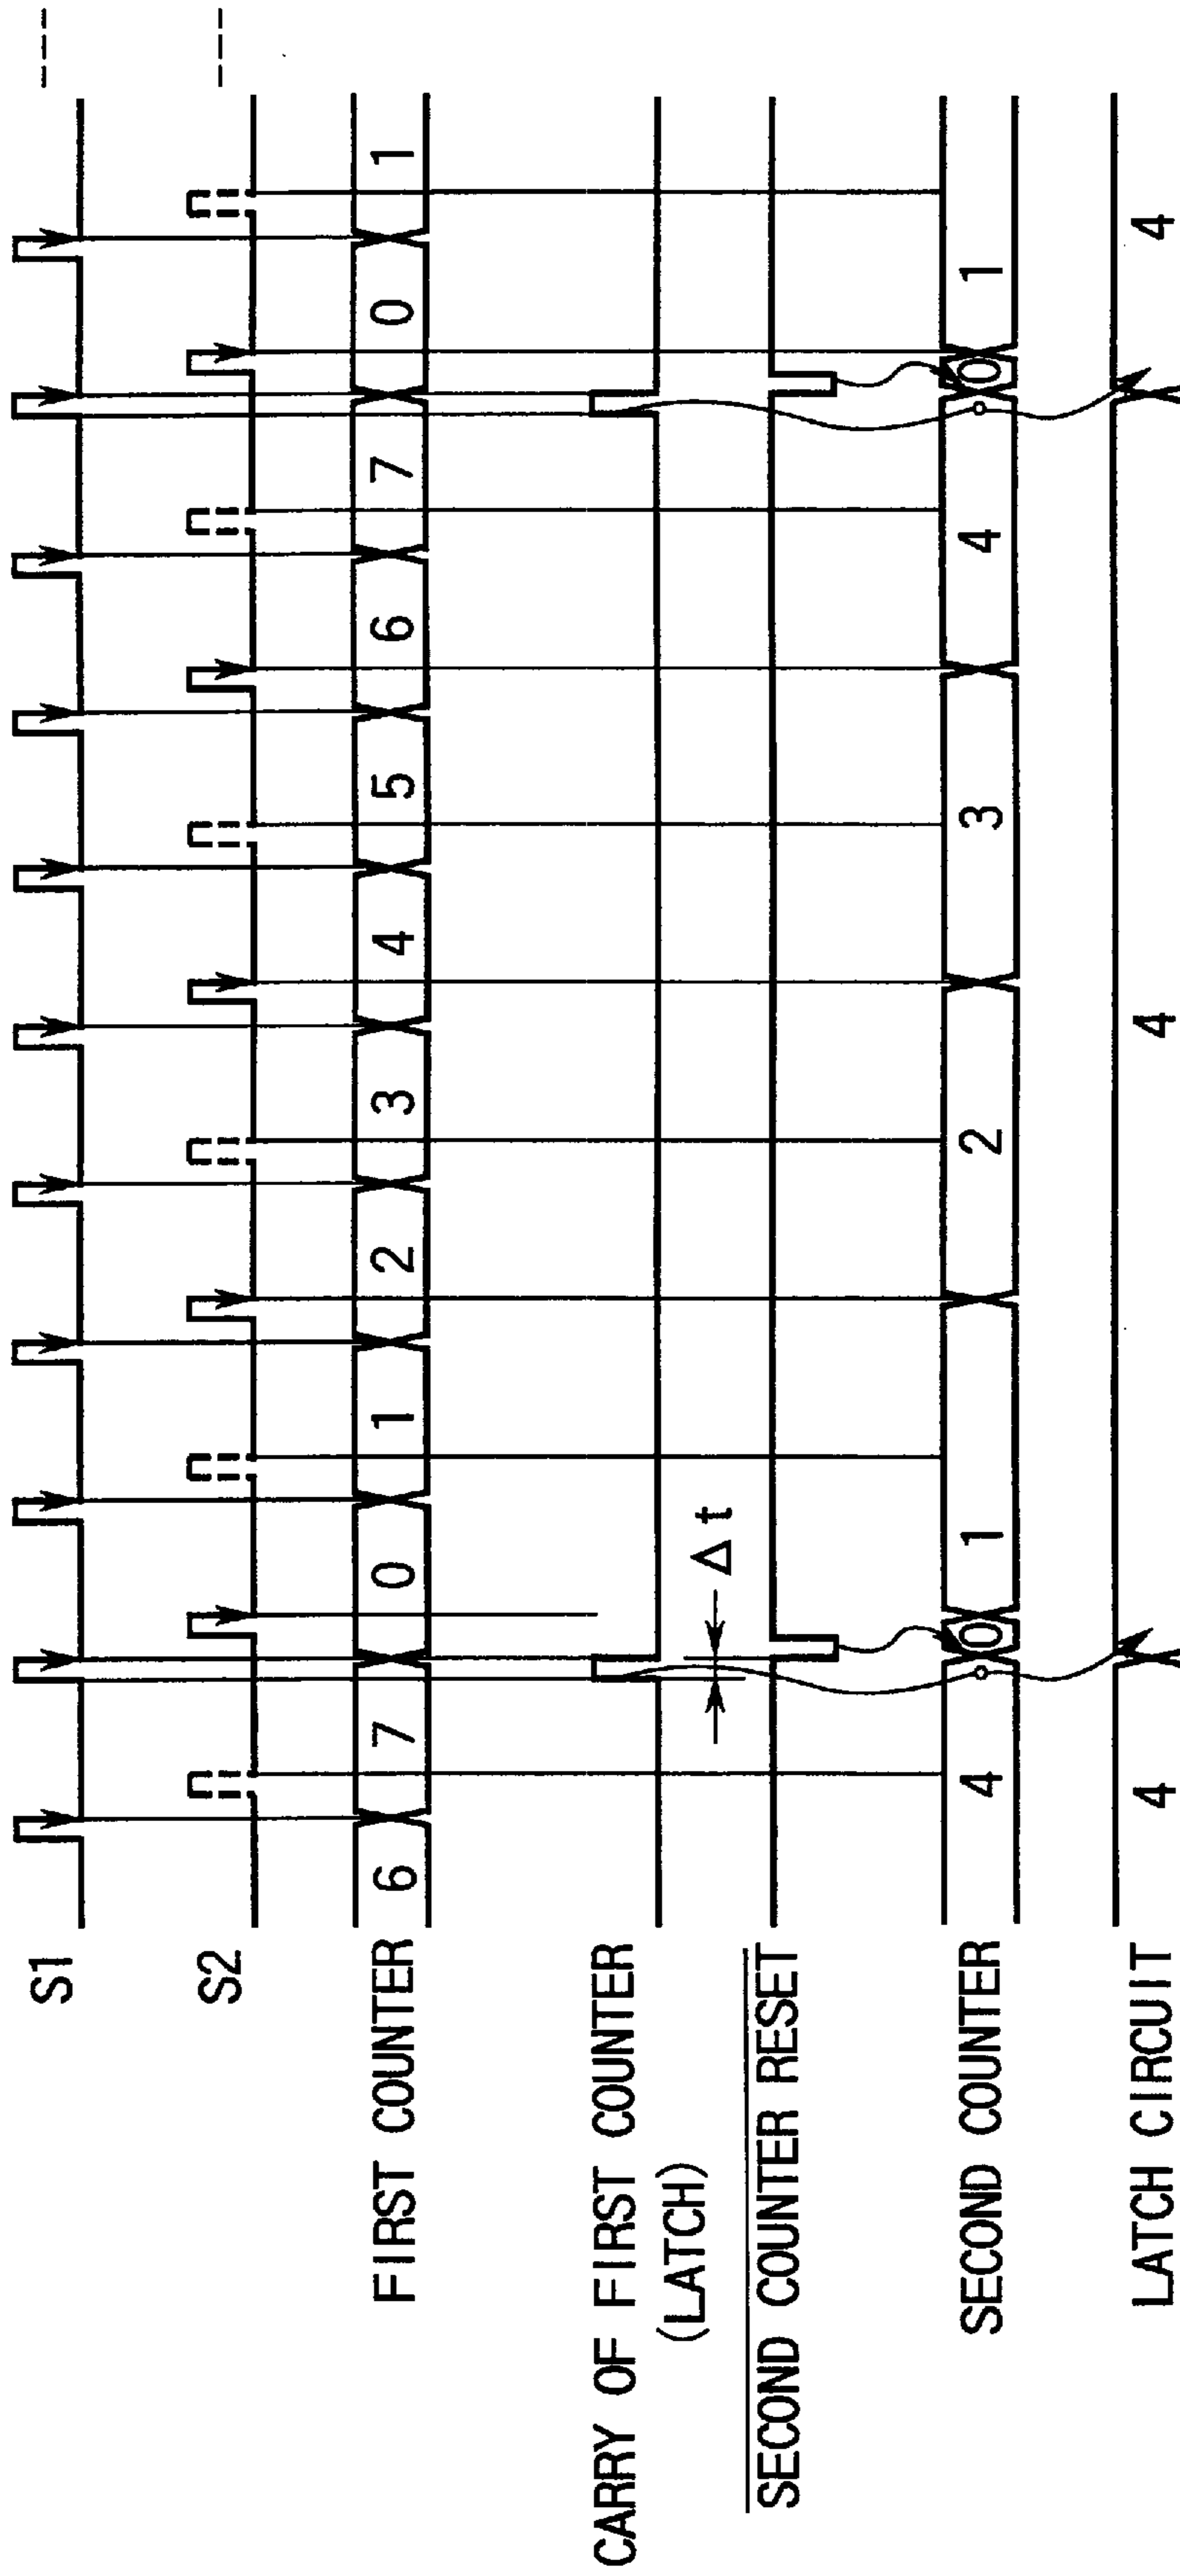 S1
S2
FIRST COUNTER 6 7 0 1 2 3 4 5 6 7 0 1
CARRY OF FIRST COUNTER
(LATCH)
Δt
SECOND COUNTER RESET
SECOND COUNTER 4 0 1 2 3 4 0 1
LATCH CIRCUIT 4 4 4